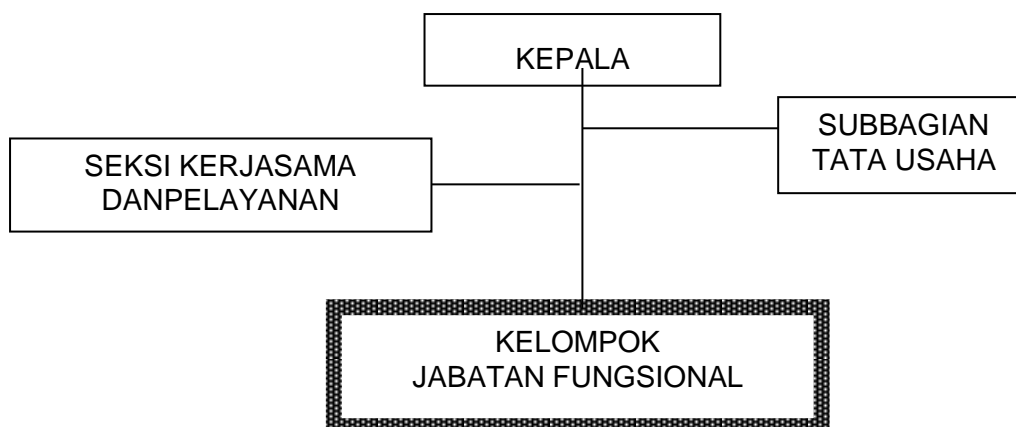 KEPALA
SUBBAGIAN
TATA USAHA
SEKSI KERJASAMA
DANPELAYANAN
KELOMPOK
JABATAN FUNGSIONAL